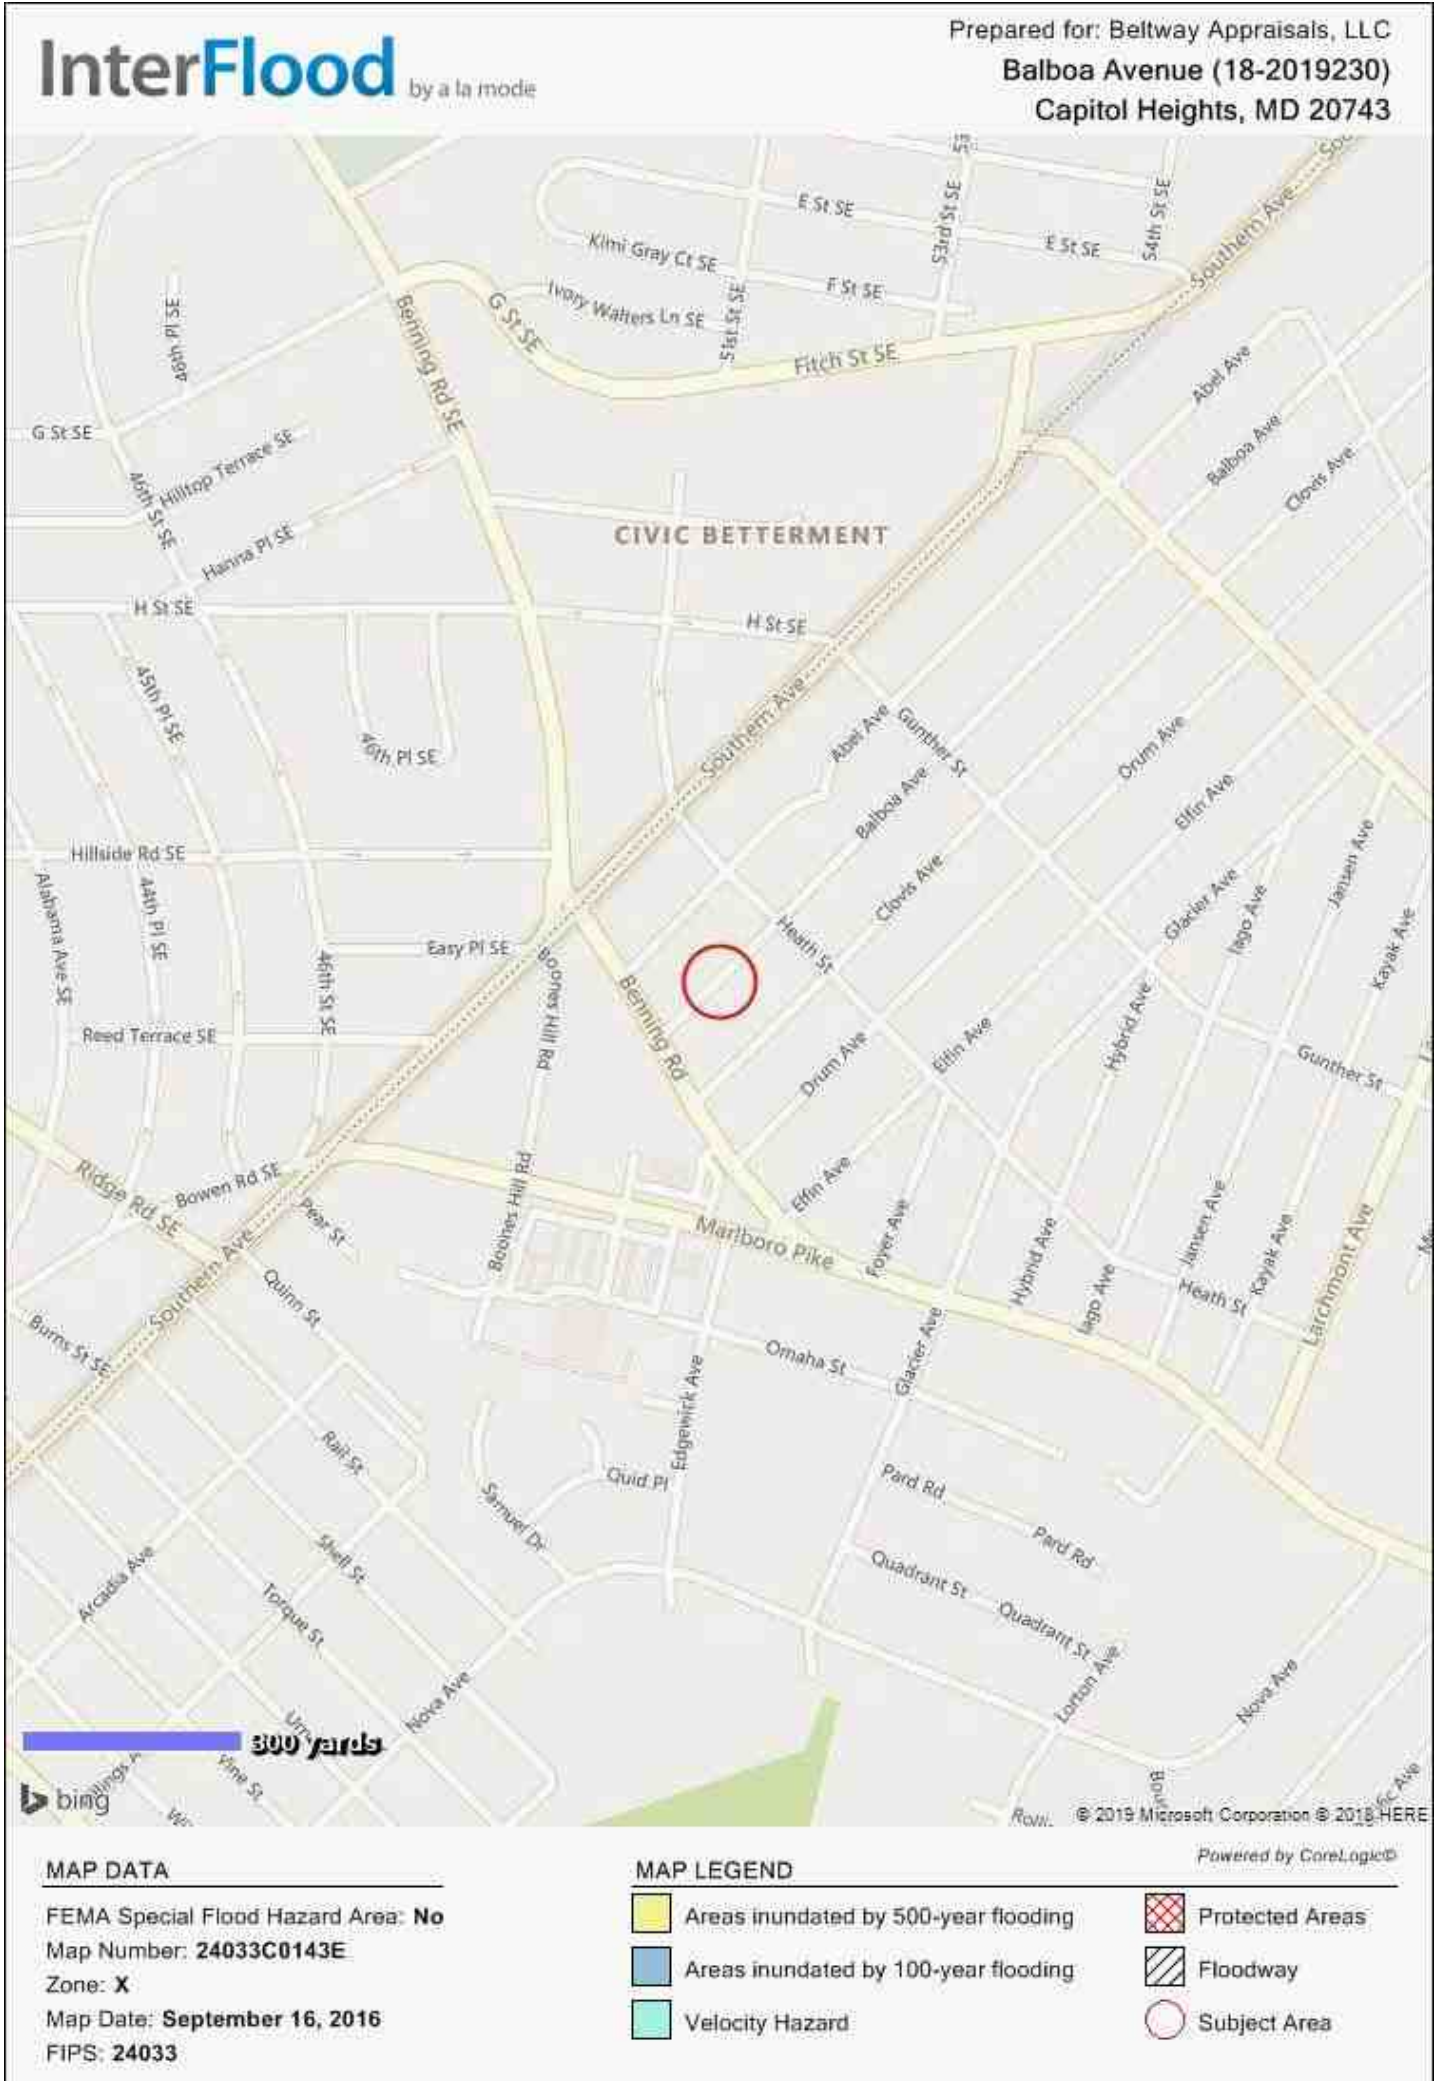 InterFlood by a la mode
Prepared for: Beltway Appraisals, LLC
Balboa Avenue (18-2019230)
Capitol Heights, MD 20743
E St SE
53rd St SE
54th St SE
E St SE
Southern Ave
Kimi Gray Ct SE
F St SE
Ivory Walters Ln SE
51st St SE
46th Pl SE
G St SE
Benning Rd SE
Fitch St SE
Abel Ave
G St SE
Hilltop Terrace SE
Balboa Ave
Clovis Ave
46th St SE
Hanna Pl SE
CIVIC BETTERMENT
H St SE
H St SE
45th Pl SE
46th Pl SE
Southern Ave
Abel Ave
Gunther St
Drum Ave
Balboa Ave
Elfin Ave
Hillside Rd SE
Clovis Ave
Jansen Ave
Alabama Ave SE
44th Pl SE
Easy Pl SE
Heath St
Glacier Ave
Iago Ave
Kayak Ave
46th St SE
Boones Hill Rd
Benning Rd
Hybrid Ave
Reed Terrace SE
Drum Ave
Elfin Ave
Gunther St
Ridge Rd SE
Bowen Rd SE
Pear St
Boones Hill Rd
Elfin Ave
Marlboro Pike
Foyer Ave
Hybrid Ave
Jansen Ave
Kayak Ave
Larchmont Ave
Southern Ave
Quinn St
Iago Ave
Heath St
Burns St SE
Omaha St
Glacier Ave
Edgewick Ave
Rail St
Quid Pl
Samuel Dr
Pard Rd
Pard Rd
Arcadia Ave
Shell St
Torque St
Quadrant St
Quadrant St
Lorton Ave
Nova Ave
Nova Ave
800 yards
Vine St
bing
© 2019 Microsoft Corporation © 2018 HERE
Powered by CoreLogic©
MAP DATA
FEMA Special Flood Hazard Area: No
Map Number: 24033C0143E
Zone: X
Map Date: September 16, 2016
FIPS: 24033
MAP LEGEND
Areas inundated by 500-year flooding
Areas inundated by 100-year flooding
Velocity Hazard
Protected Areas
Floodway
Subject Area